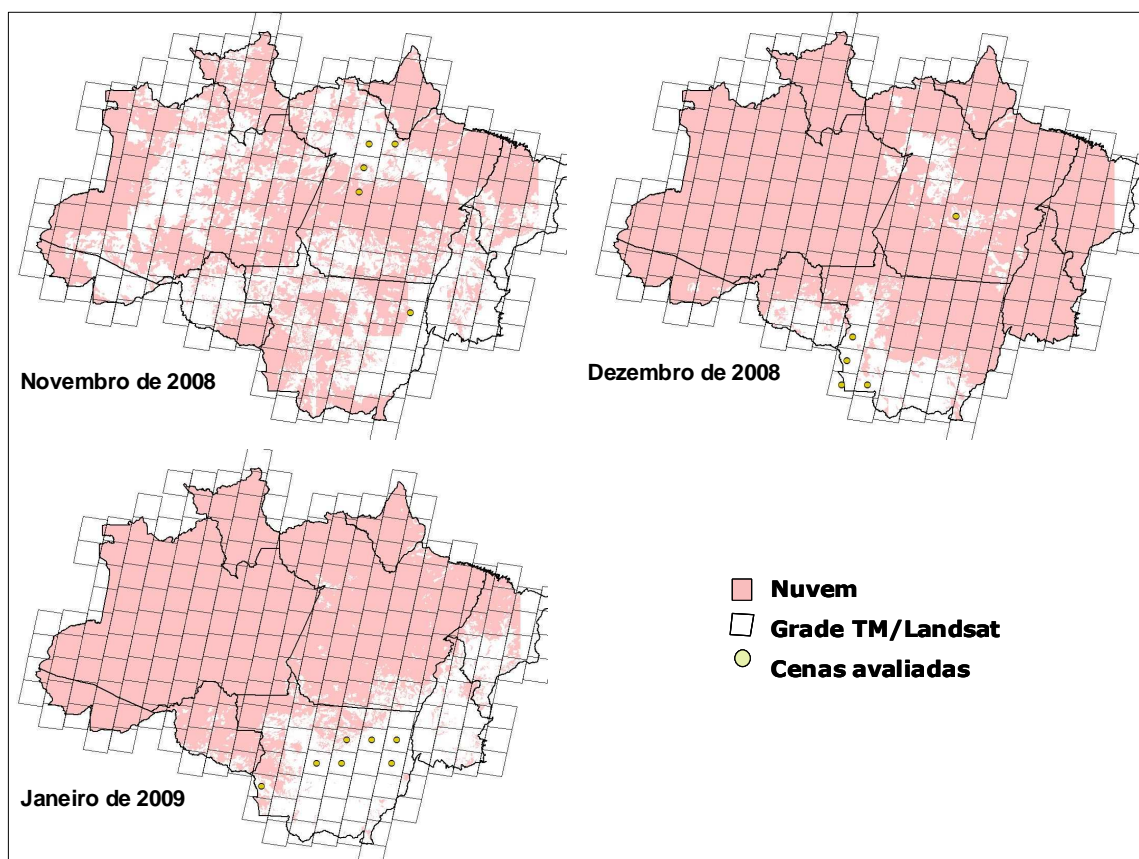 Novembro de 2008
Dezembro de 2008
Janeiro de 2009
Nuvem
Grade TM/Landsat
Cenas avaliadas